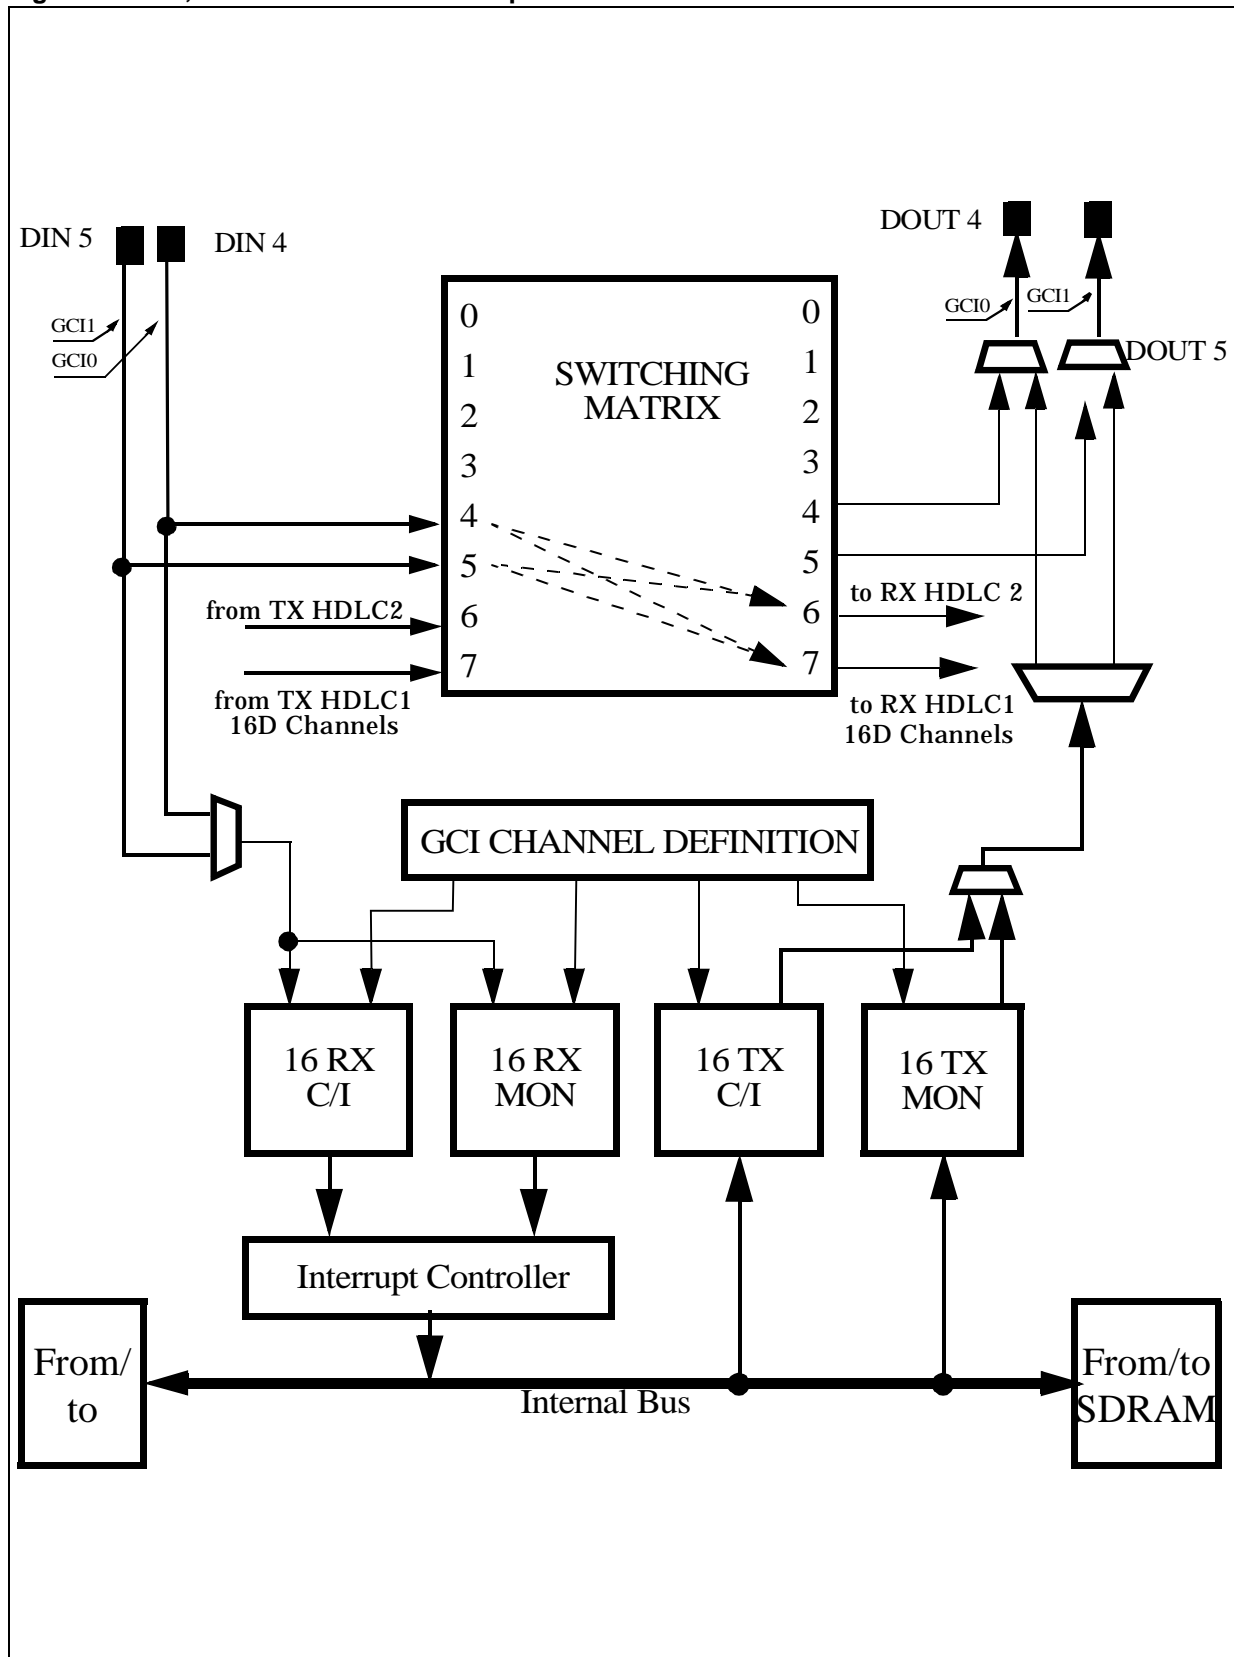 DIN 5
DIN 4
DOUT 4
GCI1
GCI0
GCI0
GCI1
DOUT 5
SWITCHING
MATRIX
0
1
2
3
4
5
6
7
0
1
2
3
4
5
6
7
from TX HDLC2
from TX HDLC1
16D Channels
to RX HDLC 2
to RX HDLC1
16D Channels
GCI CHANNEL DEFINITION
16 RX
C/I
16 RX
MON
16 TX
C/I
16 TX
MON
Interrupt Controller
From/
to
Internal Bus
From/to
SDRAM